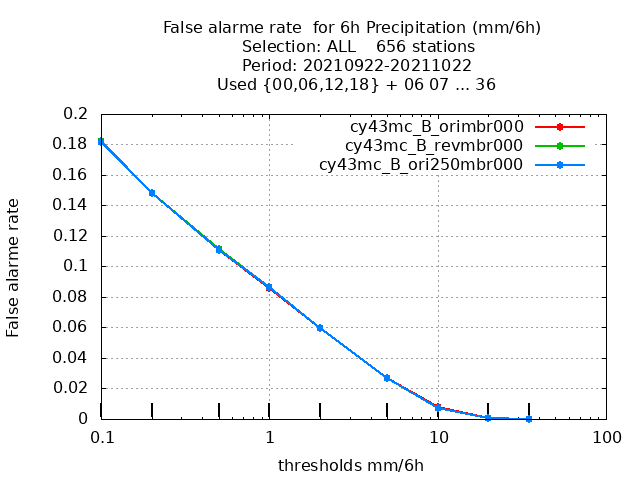 False alarme rate  for 6h Precipitation (mm/6h)
Selection: ALL    656 stations
Period: 20210922-20211022
Used {00,06,12,18} + 06 07 ... 36
0.2
0.18
0.16
0.14
0.12
0.1
0.08
0.06
0.04
0.02
0
False alarme rate
cy43mc_B_orimbr000
cy43mc_B_revmbr000
cy43mc_B_ori250mbr000
0.1 1 10 100
thresholds mm/6h